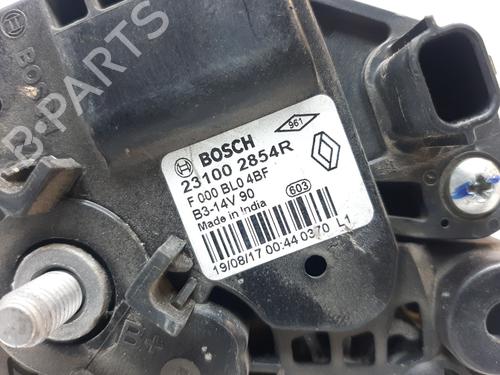 BOSCH
961
BOSCH
23100 2854R
F 000 BL0 4BF
B3-14V 90
Made in India
603
19/08/17 00:44 0370 L1
B+
B-PARTS